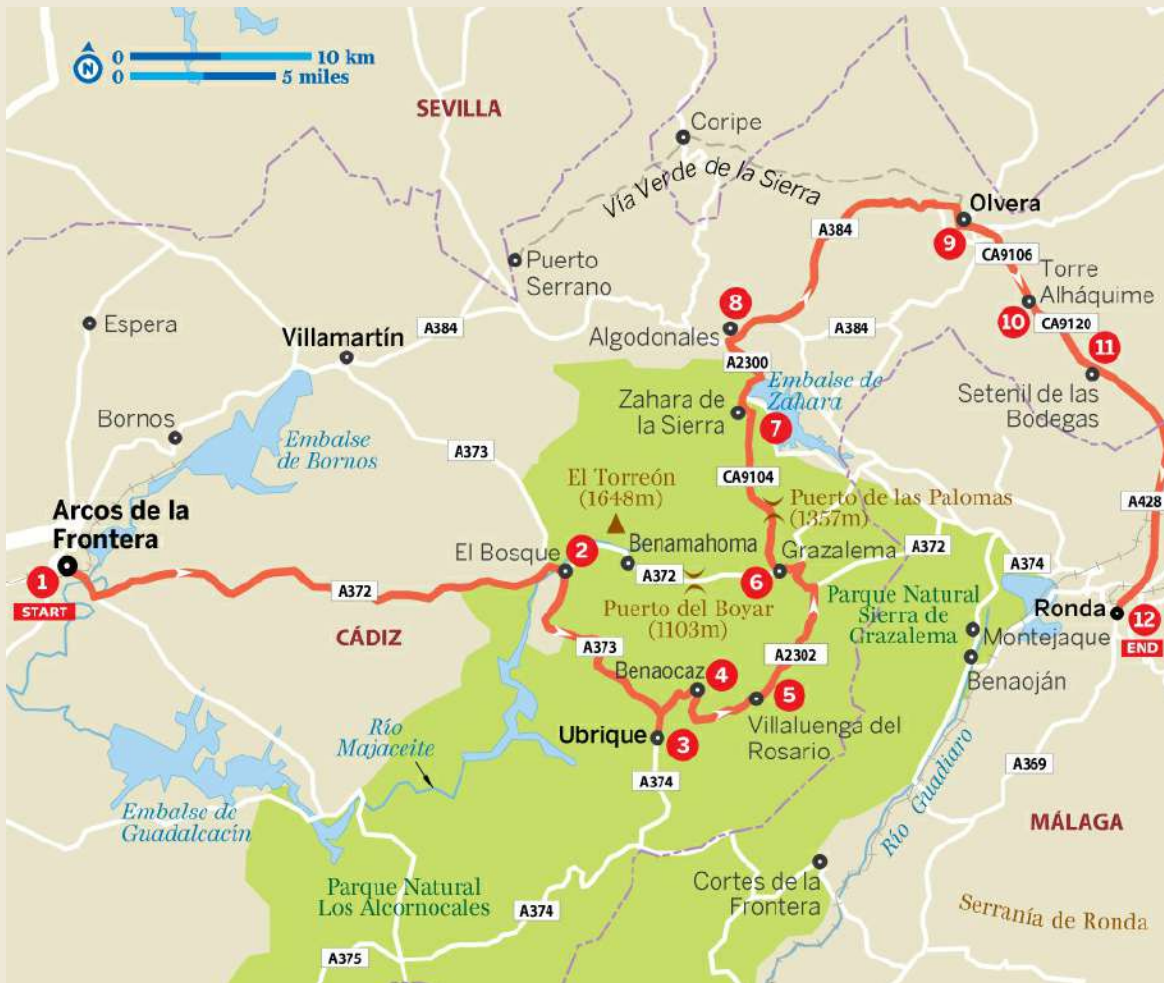 0 10 km
N
0 5 miles
SEVILLA
Coripe
Vía Verde de la Sierra
Olvera
A384
9
CA9106
Puerto
Serrano
Torre
Alháquime
8
10
Espera
A384
Algodonales
A384
CA9120
11
Villamartín
A2300
Embalse de
Zahara
Setenil de las
Bodegas
Zahara de
la Sierra
7
Bornos
Embalse
de Bornos
A373
El Torreón
(1648m)
CA9104
Puerto de las Palomas
(1357m)
A428
Arcos de la
Frontera
El Bosque
2
Benamahoma
Grazalema
A372
A374
1
START
A372
A372
6
Puerto del Boyar
(1103m)
Parque Natural
Sierra de
Grazalema
Ronda
12
END
Montejaque
CÁDIZ
A373
A2302
Benaoján
Benaocaz
4
5
Villaluenga del
Rosario
Río
Majaceite
Ubrique
3
A374
Río Guadiaro
A369
Embalse de
Guadalcacín
MÁLAGA
Parque Natural
Los Alcornocales
Cortes de la
Frontera
A374
Serranía de Ronda
A375